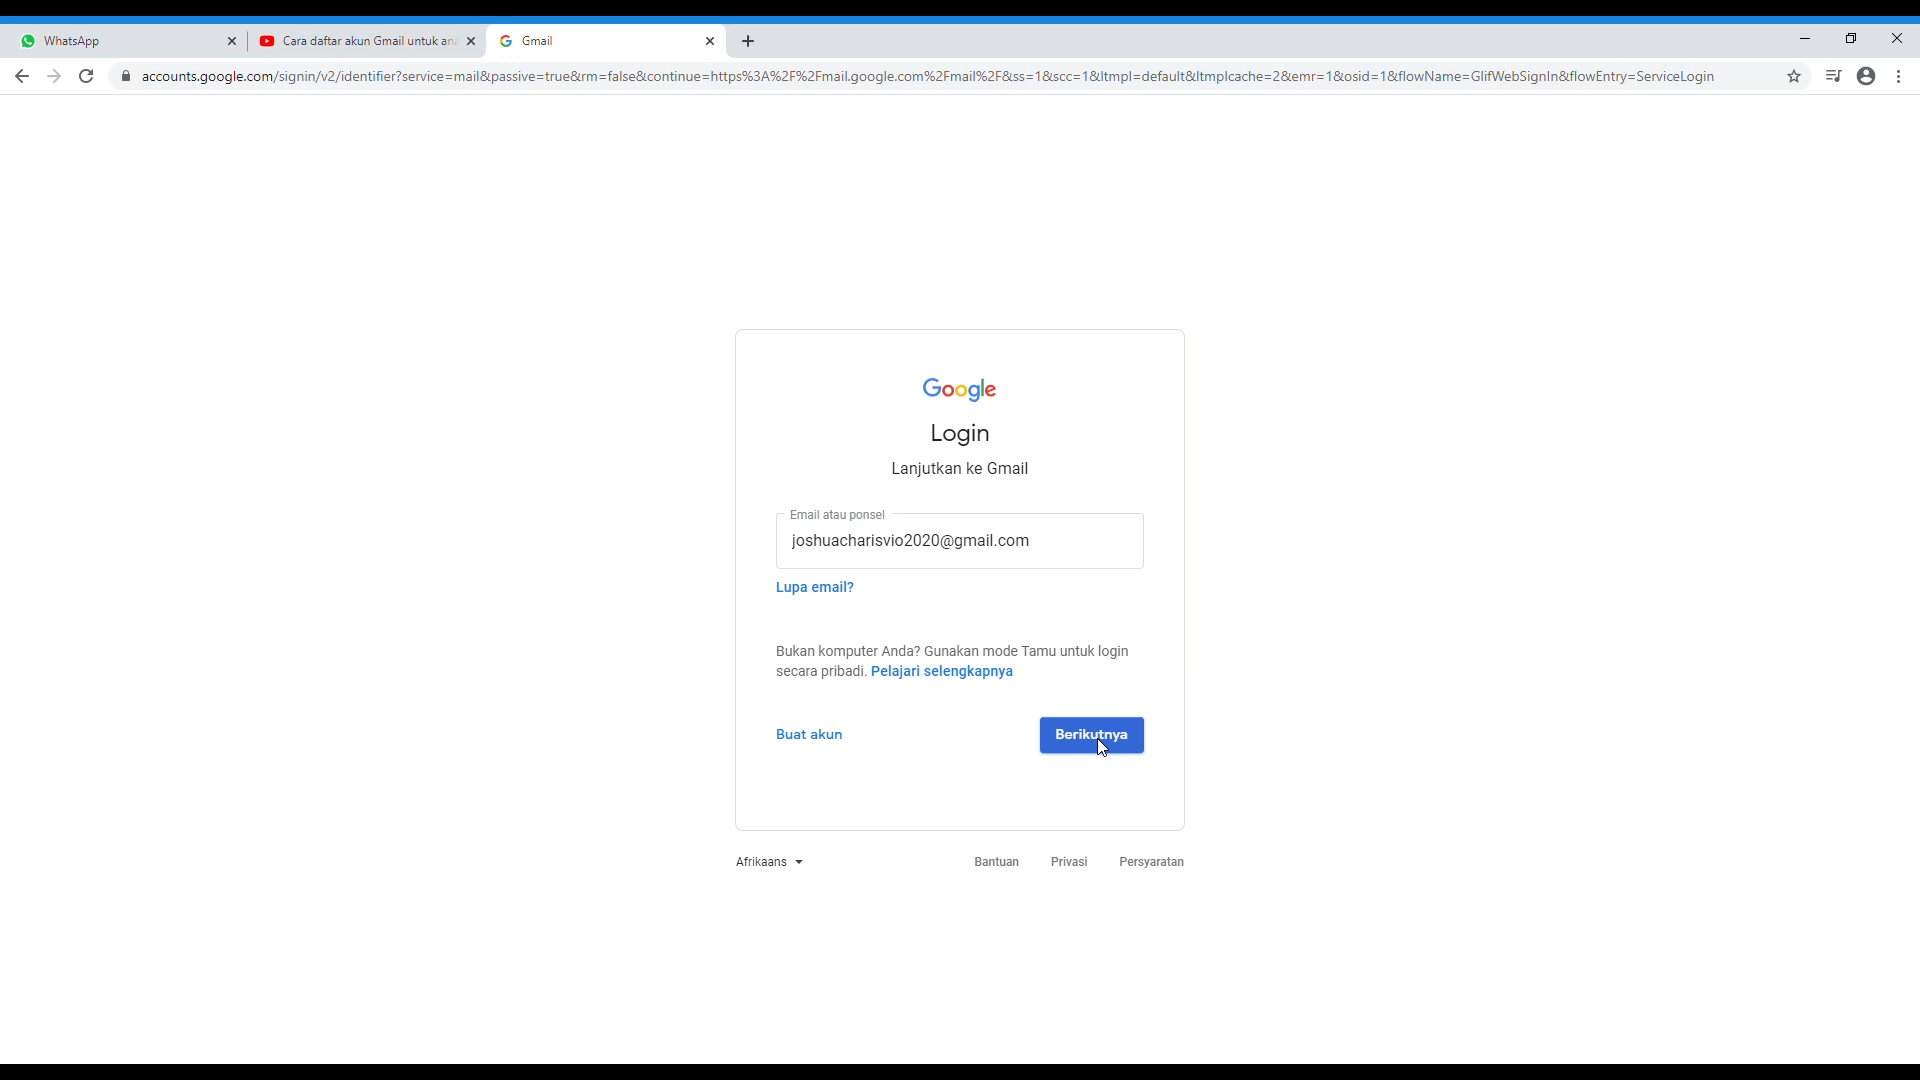 WhatsApp
Cara daftar akun Gmail untuk ana
Gmail
accounts.google.com/signin/v2/identifier?service=mail&passive=true&rm=false&continue=https%3A%2F%2Fmail.google.com%2Fmail%2F&ss=1&scc=1&ltmpl=default&ltmplcache=2&emr=1&osid=1&flowName=GlifWebSignIn&flowEntry=ServiceLogin
Google
Login
Lanjutkan ke Gmail
Email atau ponsel
joshuacharisvio2020@gmail.com
Lupa email?
Bukan komputer Anda? Gunakan mode Tamu untuk login
secara pribadi. Pelajari selengkapnya
Buat akun
Berikutnya
Afrikaans
Bantuan
Privasi
Persyaratan